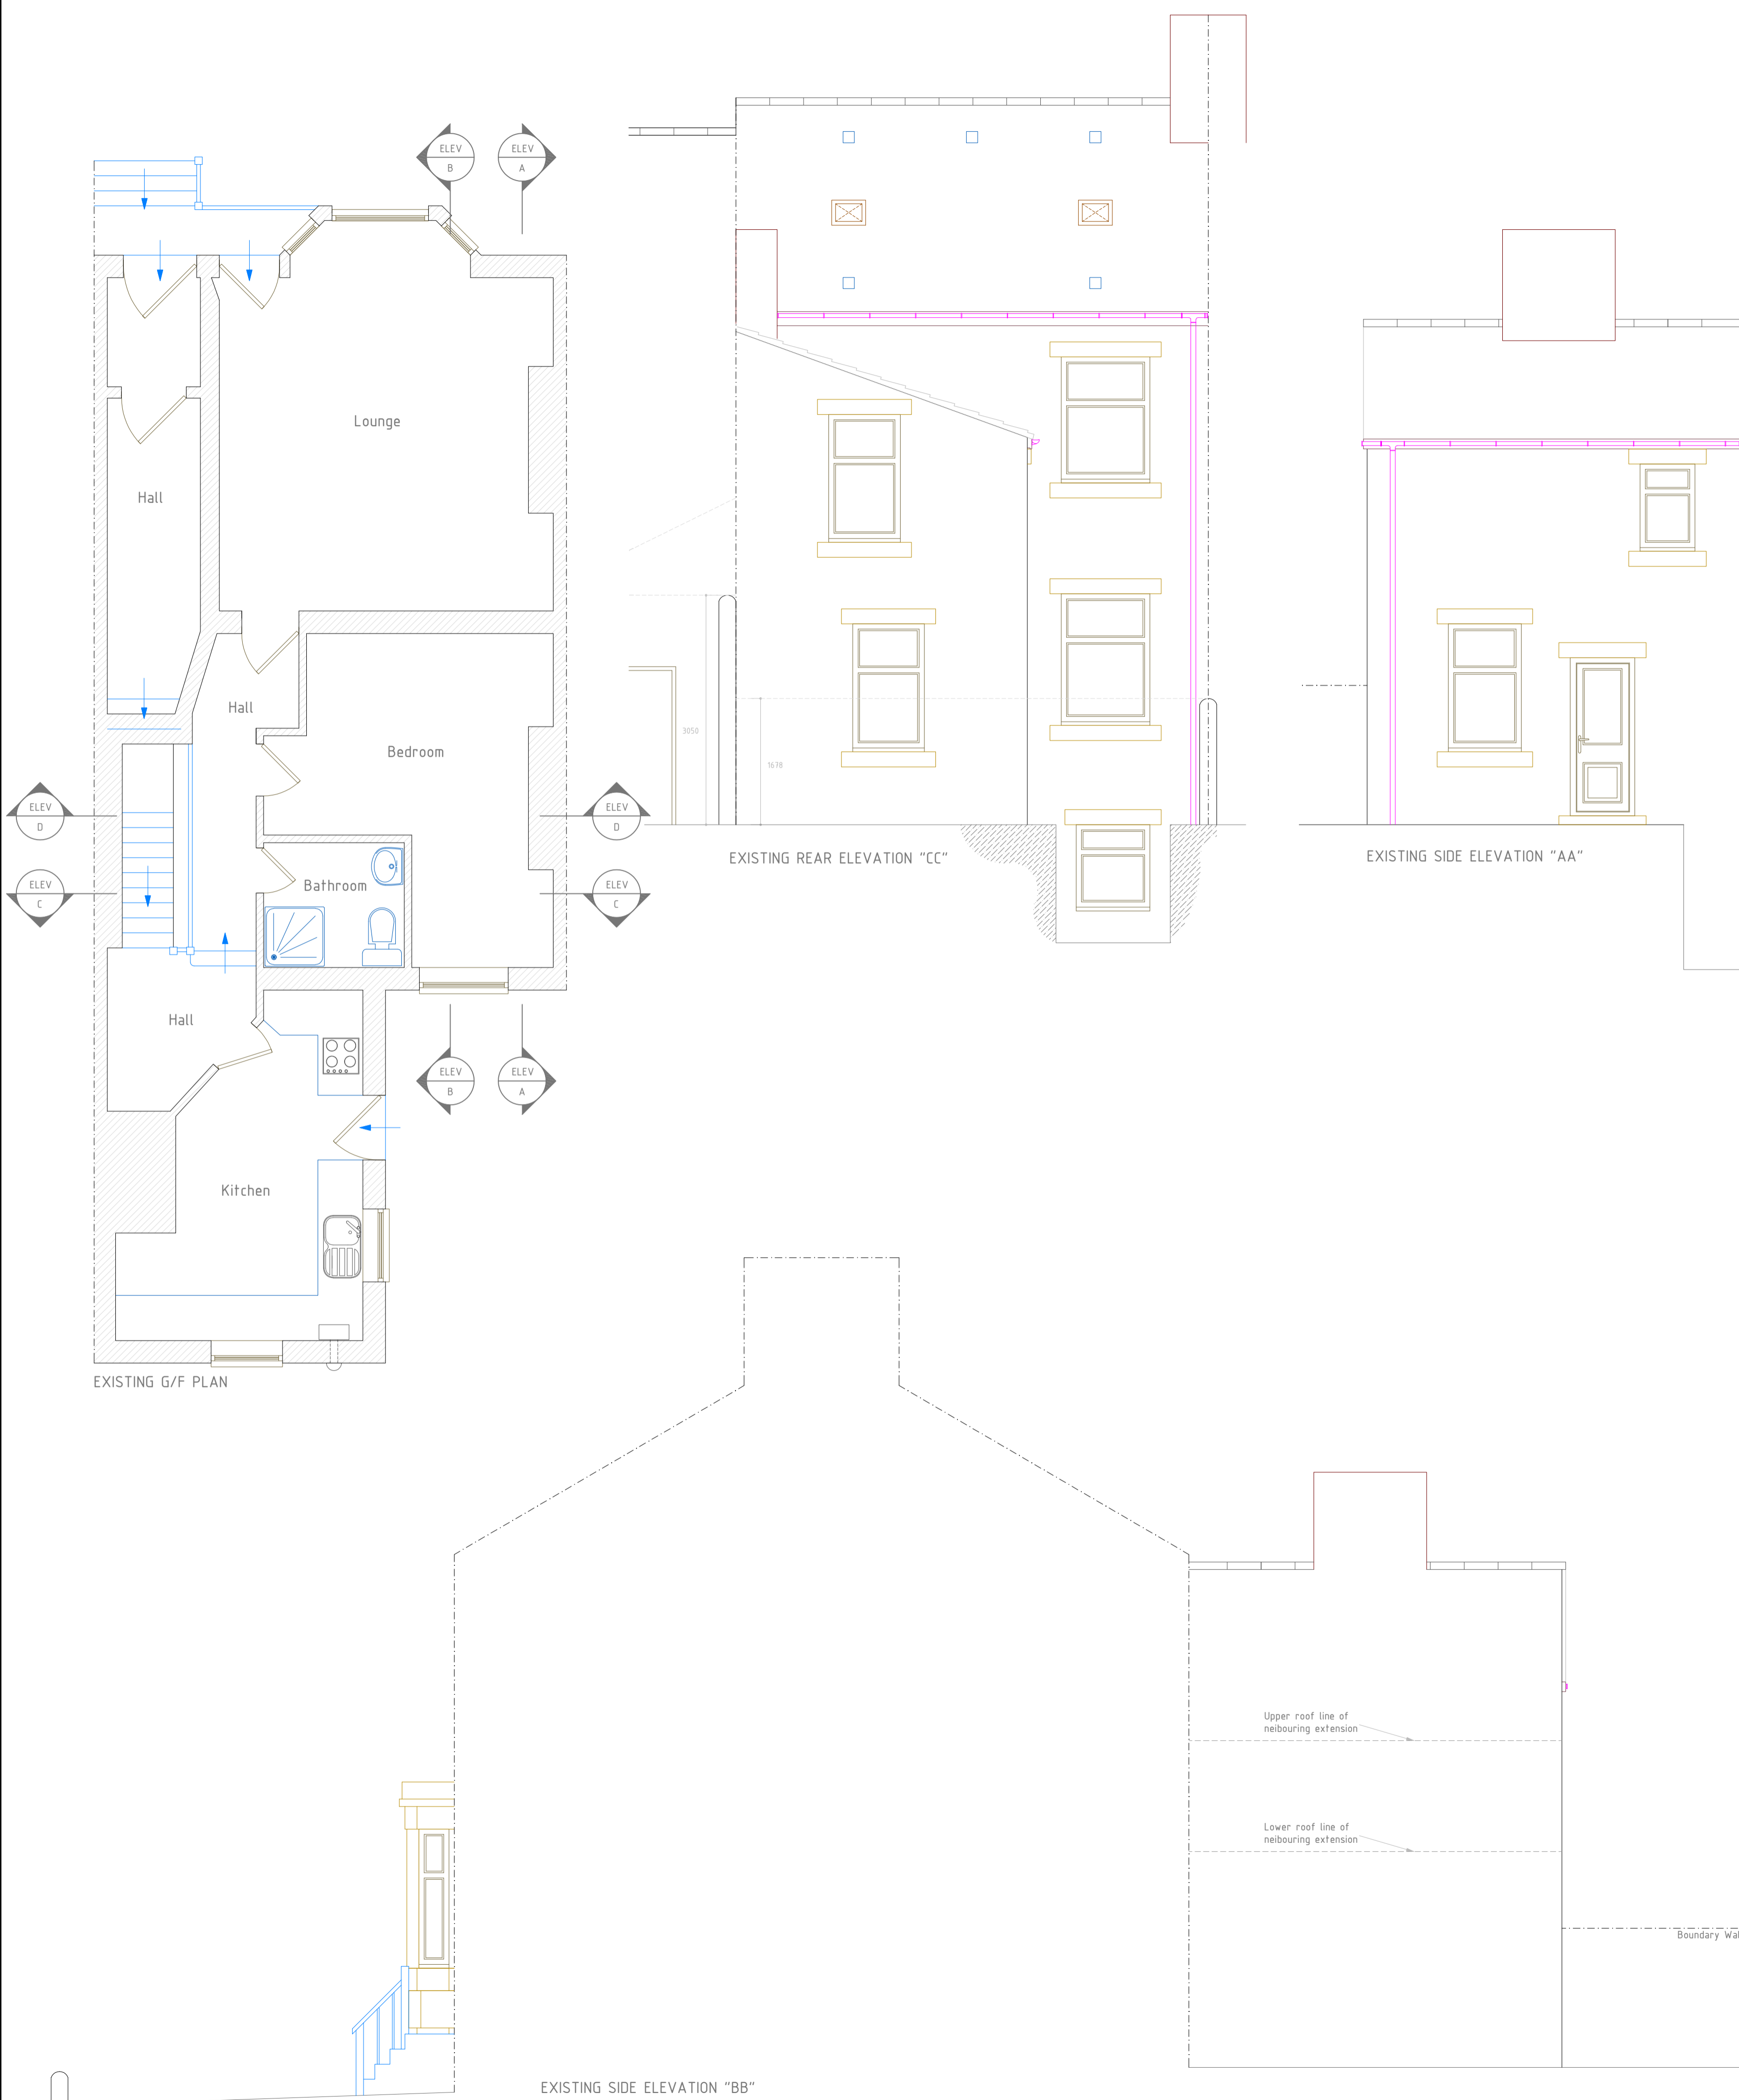 ELEV
B
ELEV
A
Lounge
Hall
Hall
Bedroom
ELEV
D
ELEV
D
ELEV
C
ELEV
C
Bathroom
Hall
ELEV
B
ELEV
A
Kitchen
EXISTING G/F PLAN
3050
1678
EXISTING REAR ELEVATION "CC"
EXISTING SIDE ELEVATION "AA"
Upper roof line of
neibouring extension
Lower roof line of
neibouring extension
Boundary
EXISTING SIDE ELEVATION "BB"